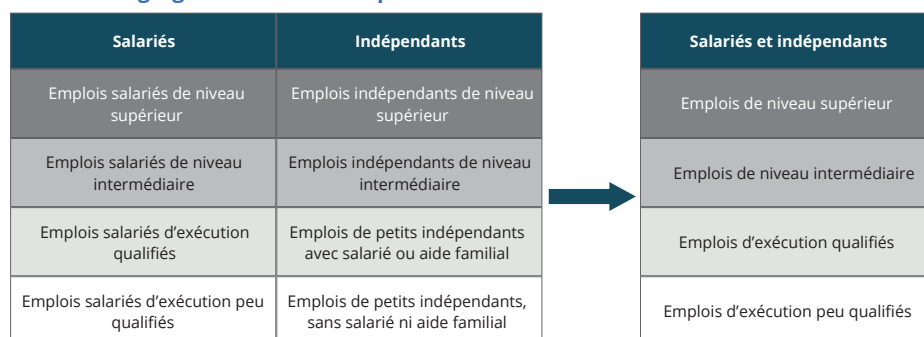 Salariés
Indépendants
Salariés et indépendants
Emplois salariés de niveau
supérieur
Emplois indépendants de niveau
supérieur
Emplois de niveau supérieur
Emplois salariés de niveau
intermédiaire
Emplois indépendants de niveau
intermédiaire
Emplois de niveau intermédiaire
Emplois salariés d’exécution
qualifiés
Emplois de petits indépendants
avec salarié ou aide familial
Emplois d’exécution qualifiés
Emplois salariés d’exécution peu
qualifiés
Emplois de petits indépendants,
sans salarié ni aide familial
Emplois d’exécution peu qualifiés